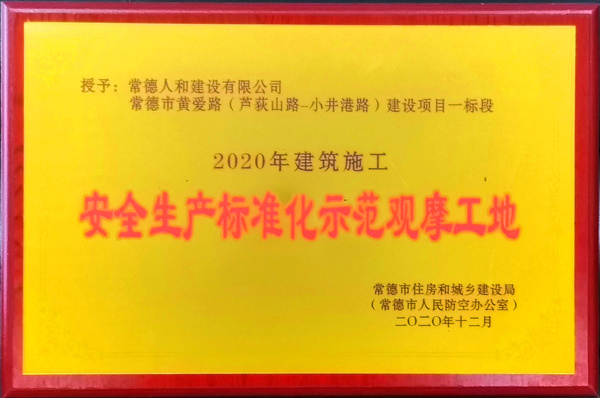 授予：常德人和建设有限公司
常德市黄爱路（芦荻山路-小井港路）建设项目一标段
2020年建筑施工
安全生产标准化示范观摩工地
常德市住房和城乡建设局
（常德市人民防空办公室）
二〇二〇年十二月